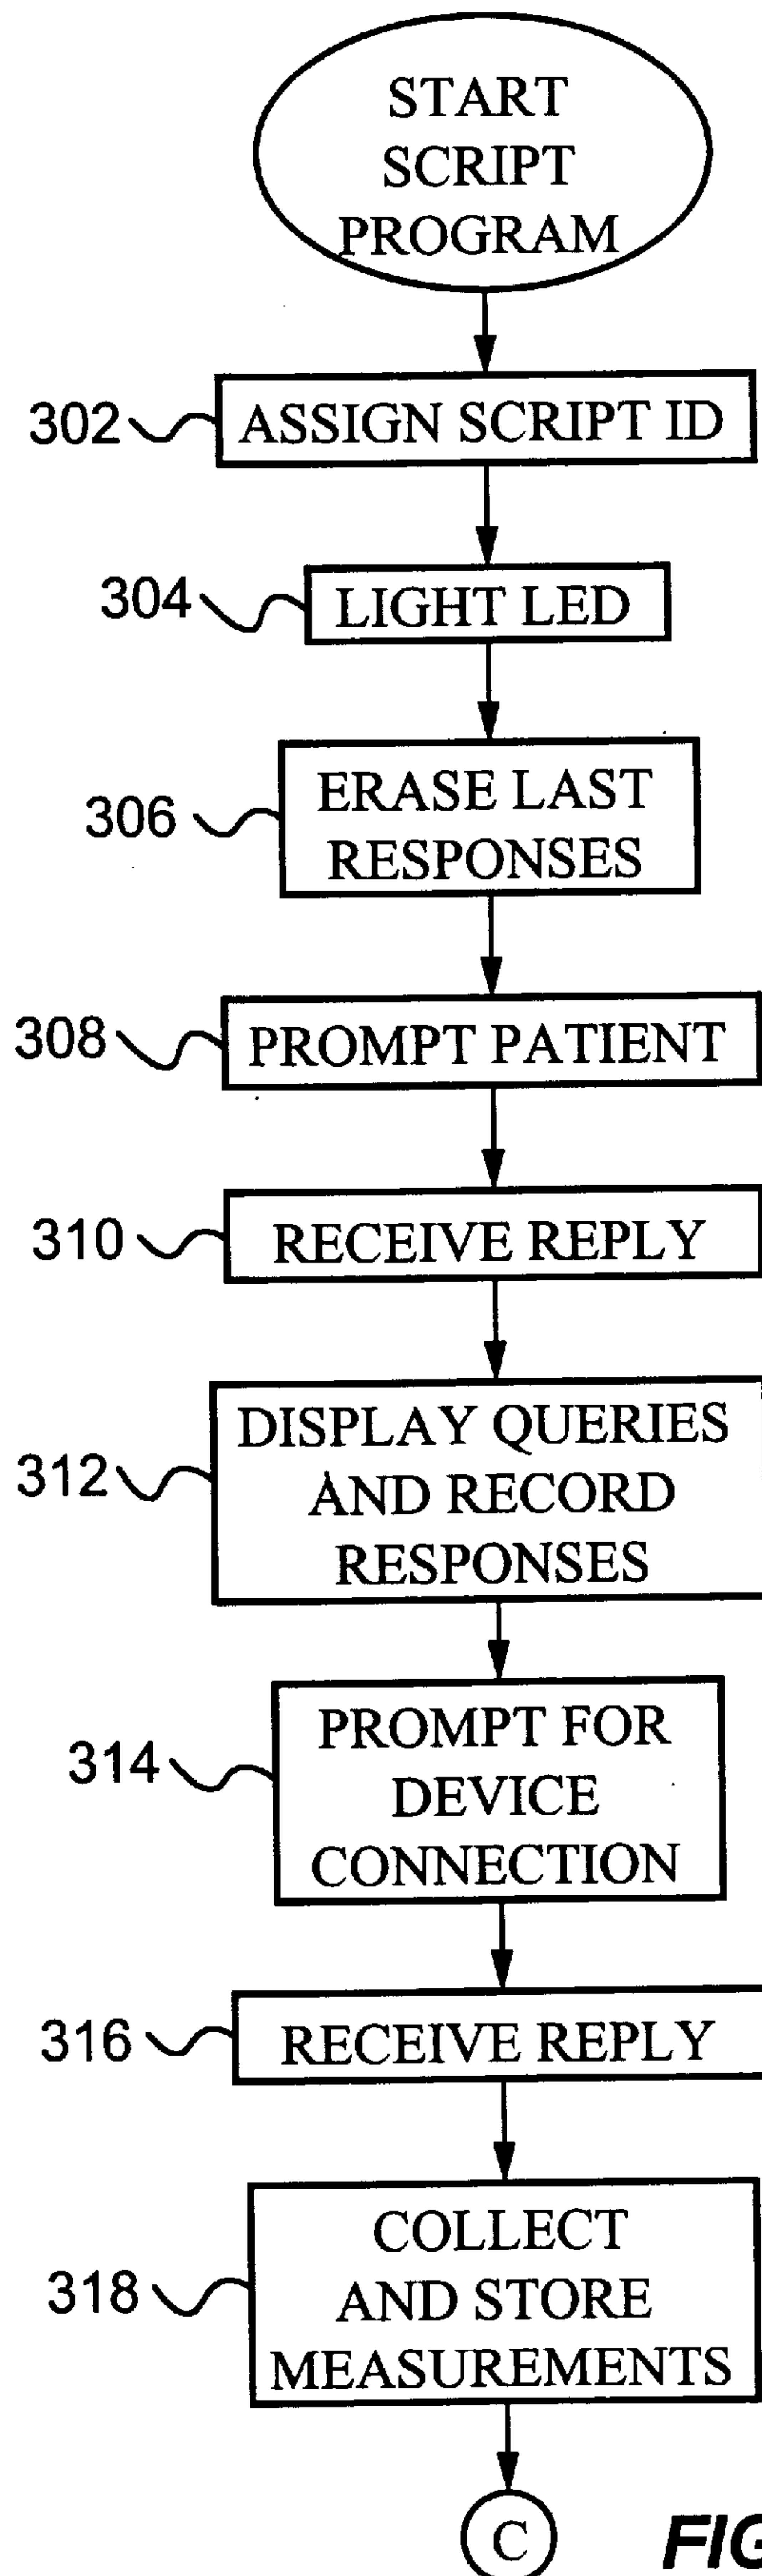 START
SCRIPT
PROGRAM
302 ASSIGN SCRIPT ID
304 LIGHT LED
306 ERASE LAST
RESPONSES
308 PROMPT PATIENT
310 RECEIVE REPLY
312 DISPLAY QUERIES
AND RECORD
RESPONSES
314 PROMPT FOR
DEVICE
CONNECTION
316 RECEIVE REPLY
318 COLLECT
AND STORE
MEASUREMENTS
C
FIG